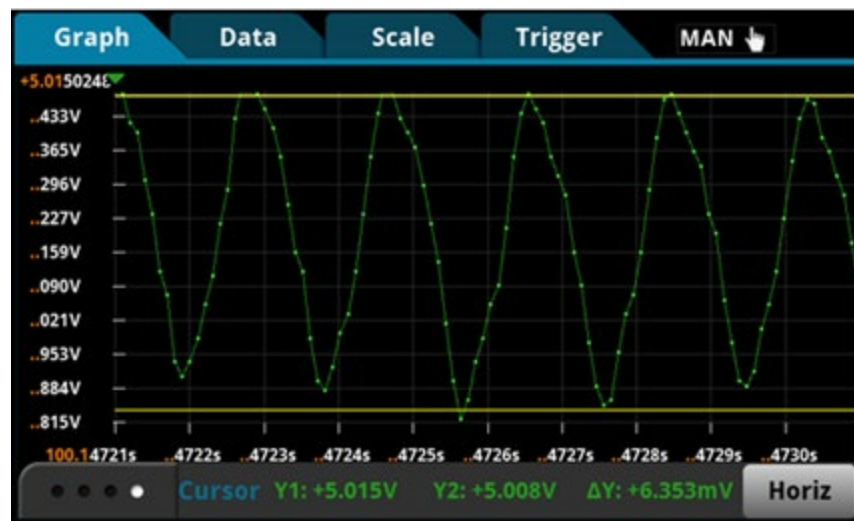 Graph Data Scale Trigger MAN
+5.0150248
..433V
..365V
..296V
..227V
..159V
..090V
..021V
..953V
..884V
..815V
100.14721s ..4722s ..4723s ..4724s ..4725s ..4726s ..4727s ..4728s ..4729s ..4730s
Cursor Y1: +5.015V Y2: +5.008V ΔY: +6.353mV Horiz